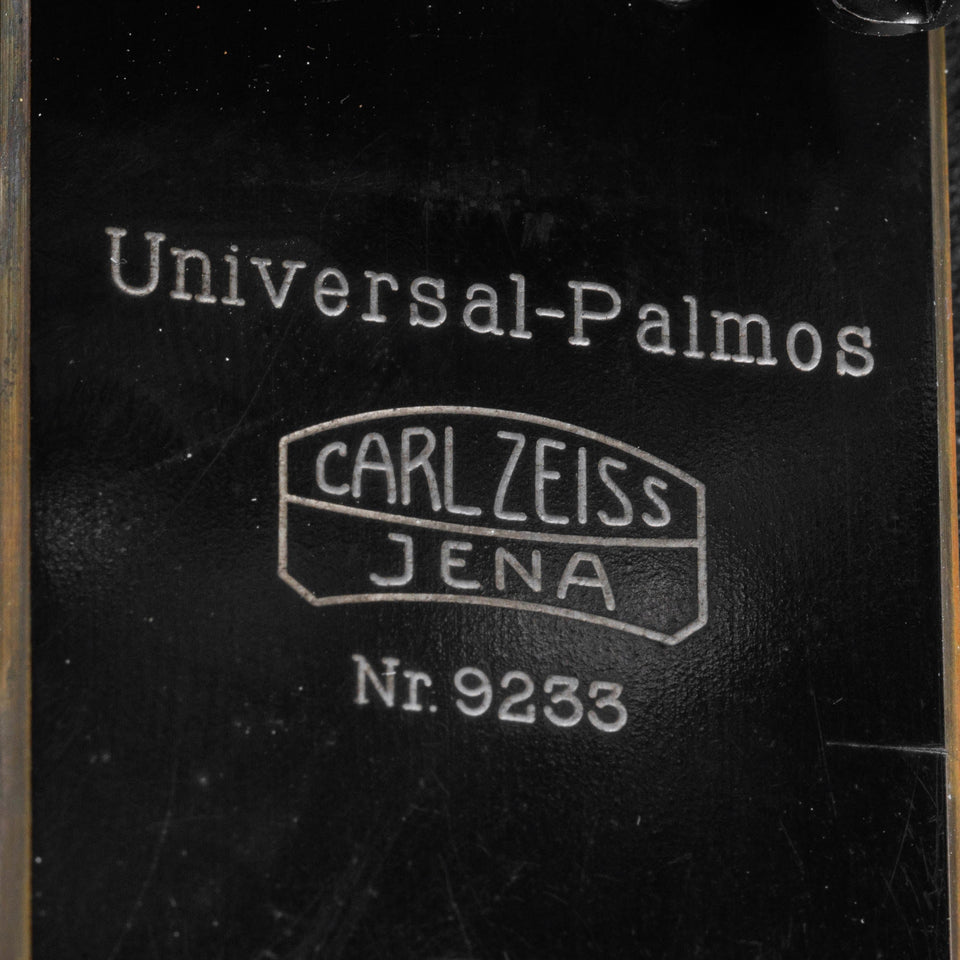 Universal-Palmos
CARL ZEISS
JENA
Nr. 9233